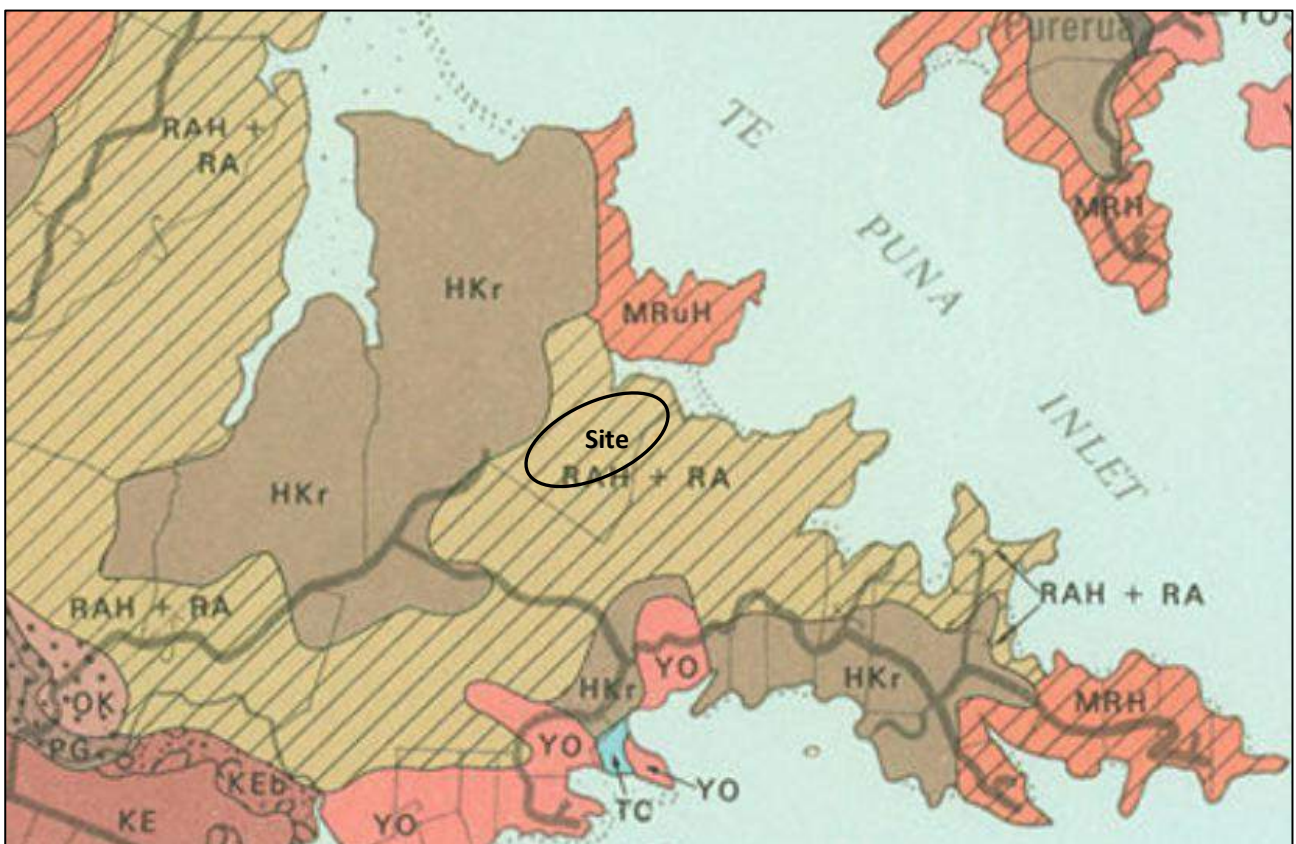 Purerua
RAH +
RA
TE
PUNA
INLET
MRH
HKr
MRuH
Site
RAH + RA
HKr
RAH + RA
RAH + RA
OK
PG
KEb
KE
HKr
YO
HKr
MRH
YO
YO
TC
YO